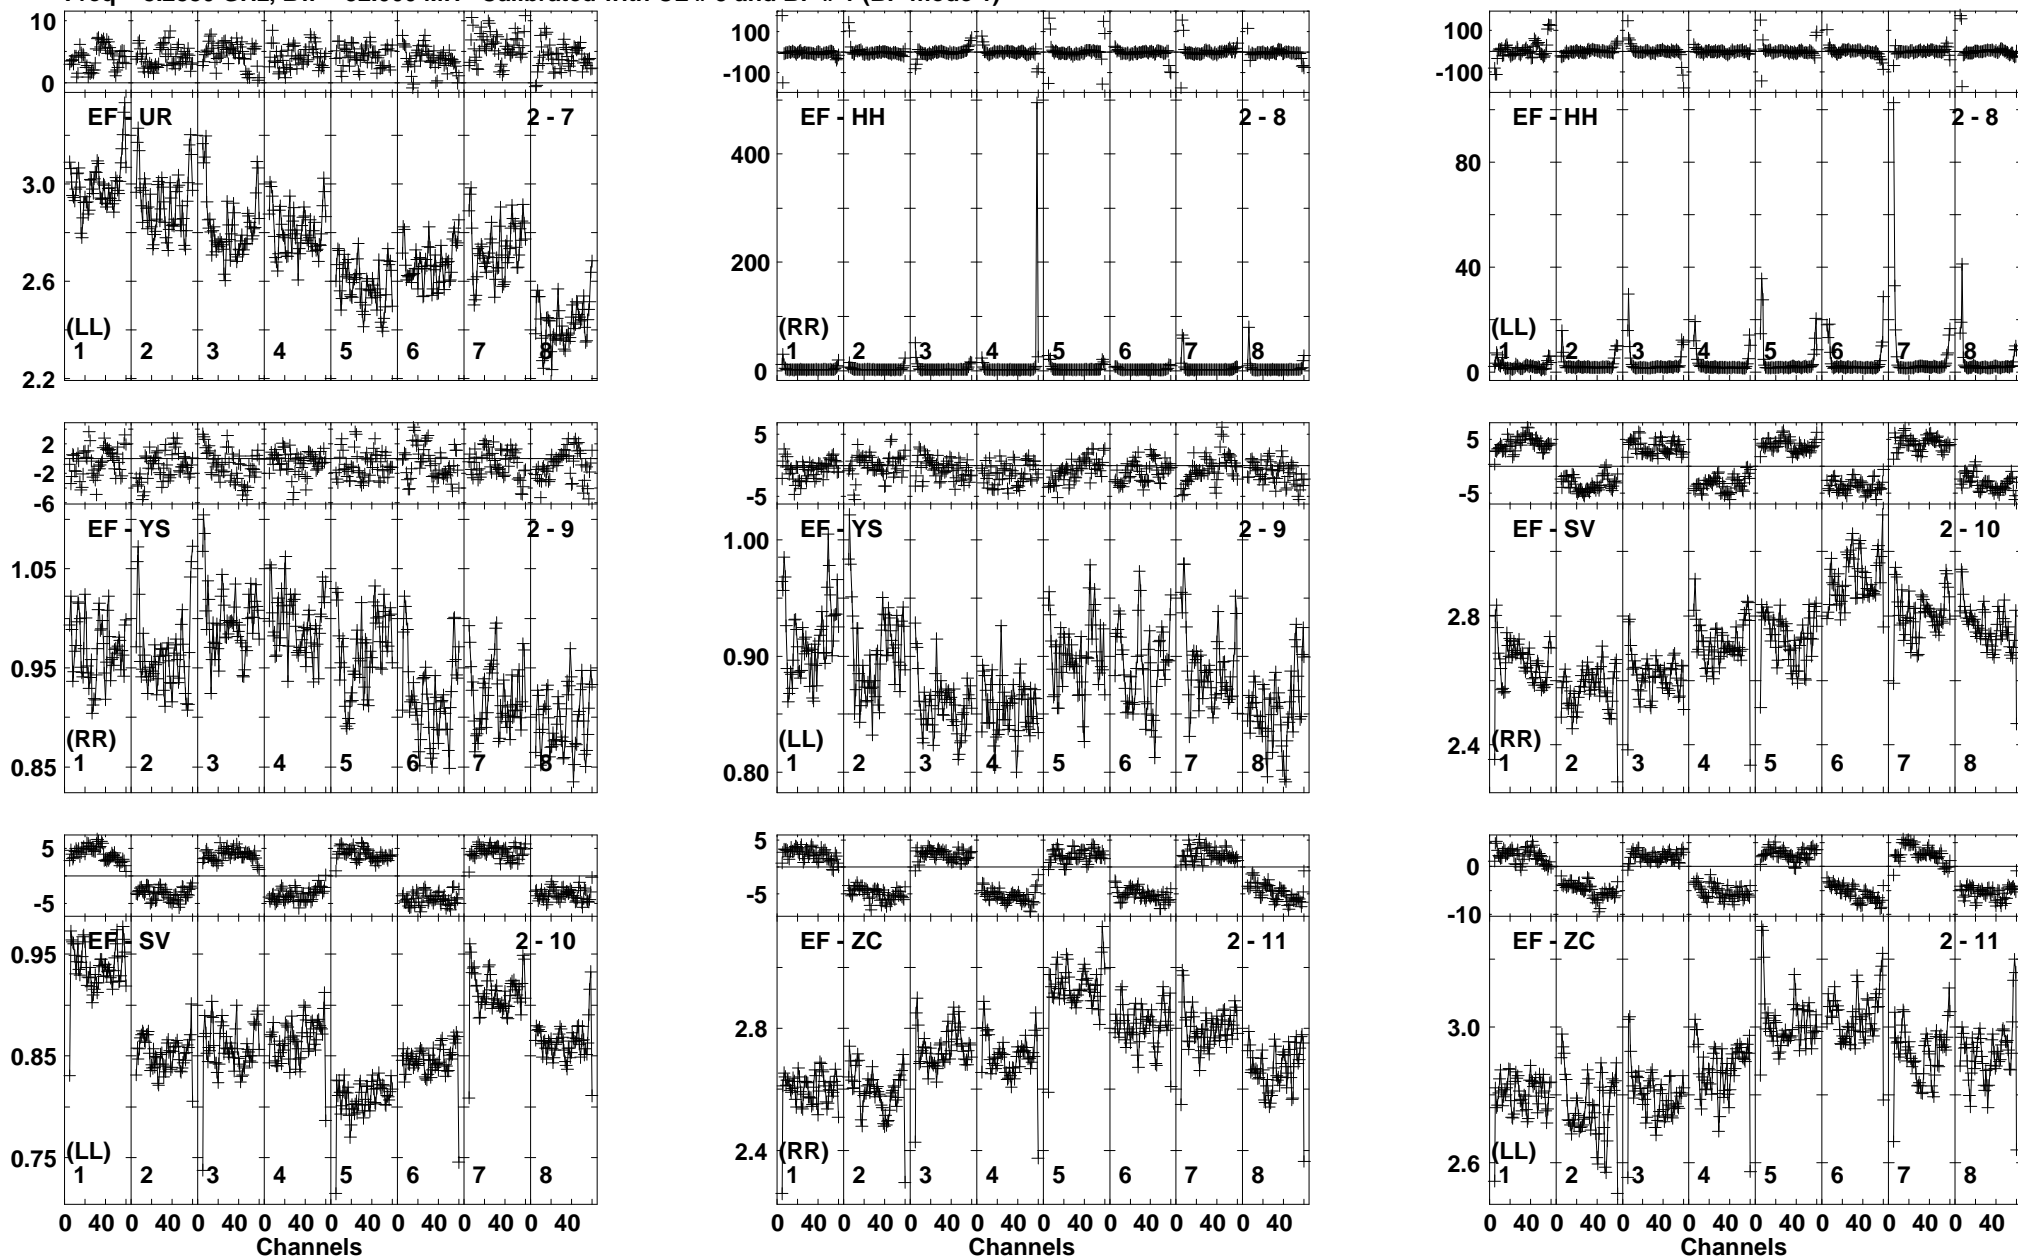 10
0
EF - UR 2 - 7
3.0
2.6
2.2
(LL)
1 2 3 4 5 6 7 8
100
-100
EF - HH 2 - 8
400
200
0
(RR)
1 2 3 4 5 6 7 8
100
-100
EF - HH 2 - 8
80
40
0
(LL)
1 2 3 4 5 6 7 8
2
-2
-6
EF - YS 2 - 9
1.05
0.95
0.85
(RR)
1 2 3 4 5 6 7 8
5
-5
EF - YS 2 - 9
1.00
0.90
0.80
(LL)
1 2 3 4 5 6 7 8
5
-5
EF - SV 2 - 10
2.8
2.4
(RR)
1 2 3 4 5 6 7 8
5
-5
EF - SV 2 - 10
0.95
0.85
0.75
(LL)
1 2 3 4 5 6 7 8
0 40 0 40 0 40 0 40 0 40 0 40 0 40 0 40
Channels
5
-5
EF - ZC 2 - 11
2.8
2.4
(RR)
1 2 3 4 5 6 7 8
0 40 0 40 0 40 0 40 0 40 0 40 0 40 0 40
Channels
0
-10
EF - ZC 2 - 11
3.0
2.6
(LL)
1 2 3 4 5 6 7 8
0 40 0 40 0 40 0 40 0 40 0 40 0 40 0 40
Channels